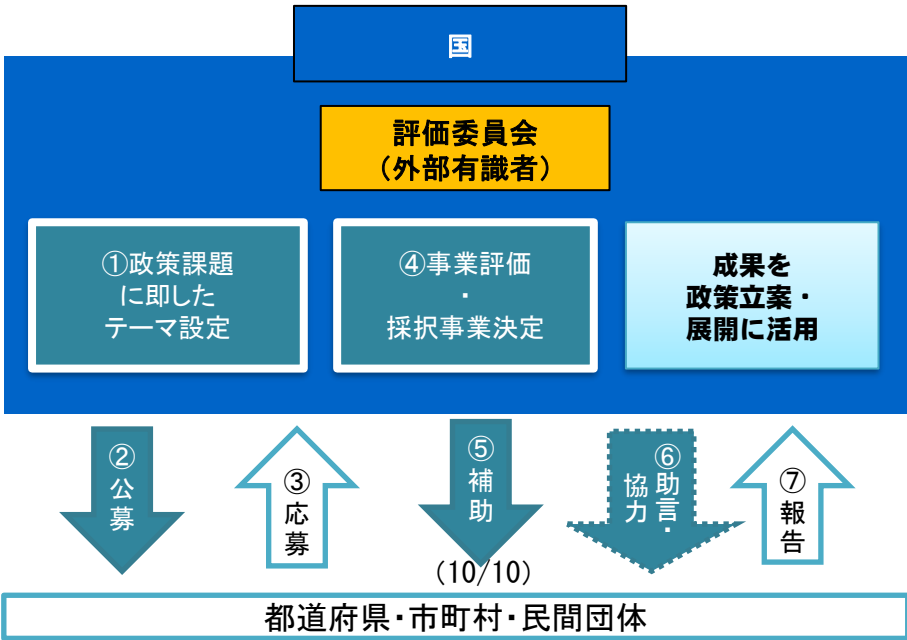 国
評価委員会
（外部有識者）
①政策課題
に即した
テーマ設定
④事業評価
・
採択事業決定
成果を
政策立案・
展開に活用
②公募
③応募
⑤補助
(10/10)
⑥助言・
協力
⑦報告
都道府県・市町村・民間団体